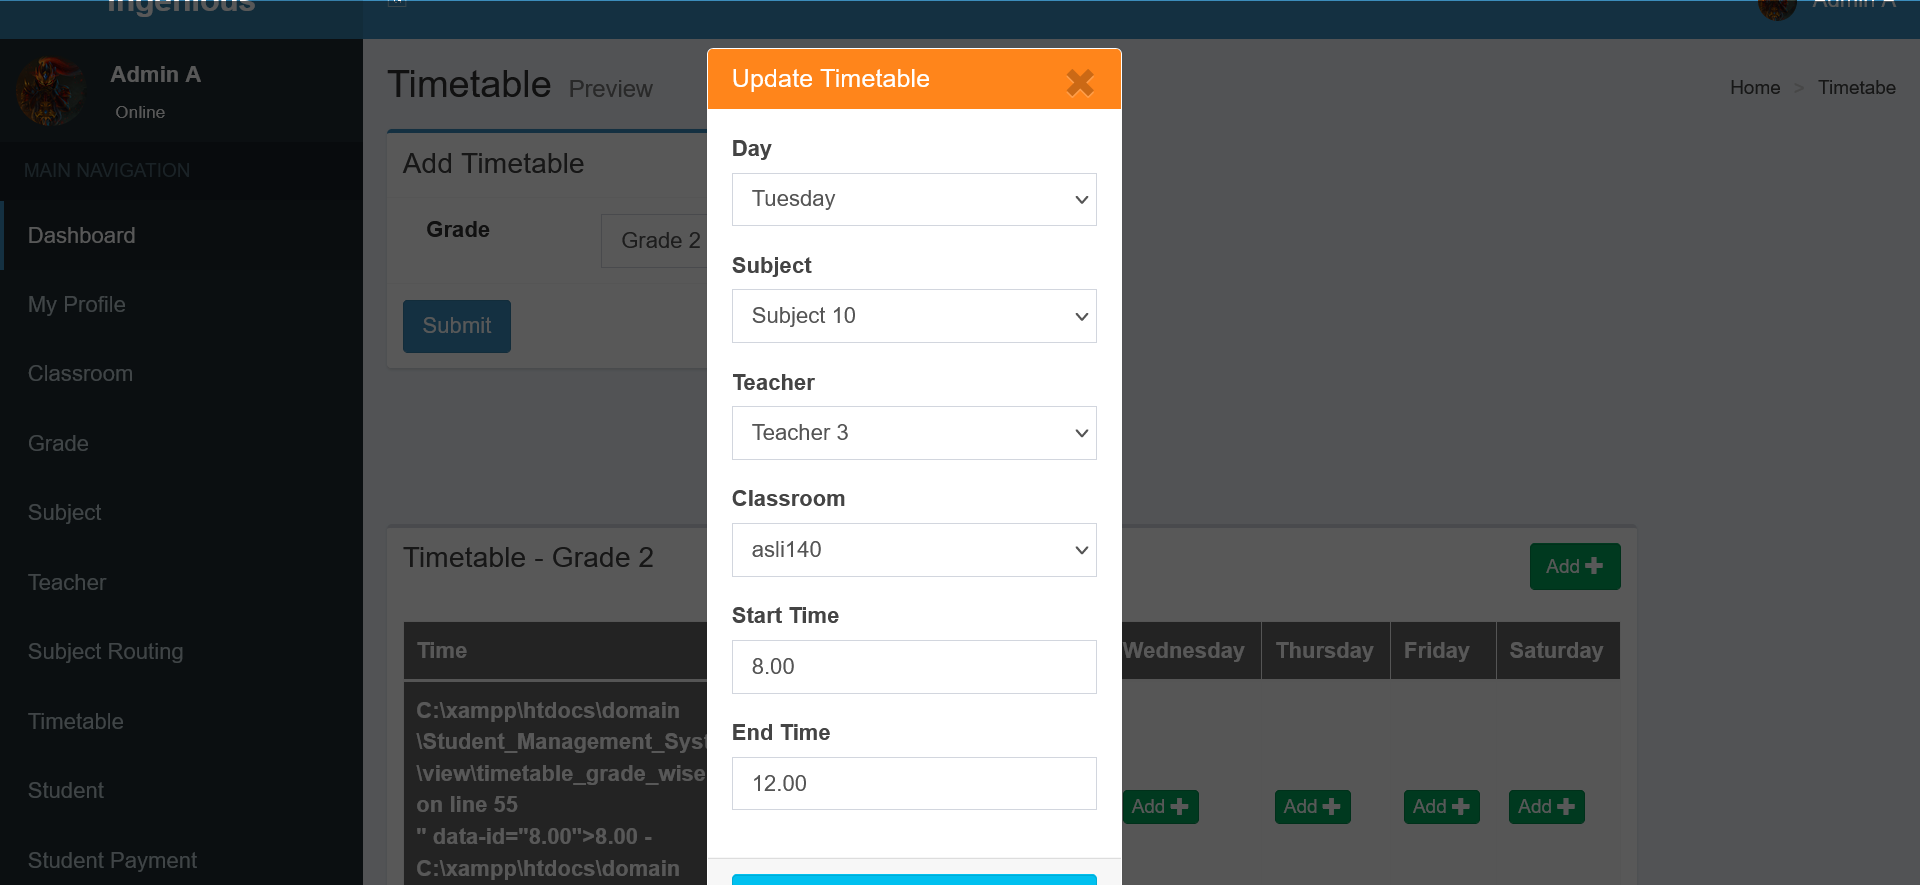 Ingenious
Admin A
Admin A
Online
MAIN NAVIGATION
Dashboard
My Profile
Classroom
Grade
Subject
Teacher
Subject Routing
Timetable
Student
Student Payment
Timetable Preview
Home > Timetabe
Add Timetable
Grade
Grade 2
Submit
Update Timetable
Day
Tuesday
Subject
Subject 10
Teacher
Teacher 3
Classroom
asli140
Start Time
8.00
End Time
12.00
Timetable - Grade 2
Add
Time
Wednesday
Thursday
Friday
Saturday
C:\xampp\htdocs\domain
\Student_Management_Syst
\view\timetable_grade_wise
on line 55
" data-id="8.00">8.00 -
C:\xampp\htdocs\domain
Add
Add
Add
Add